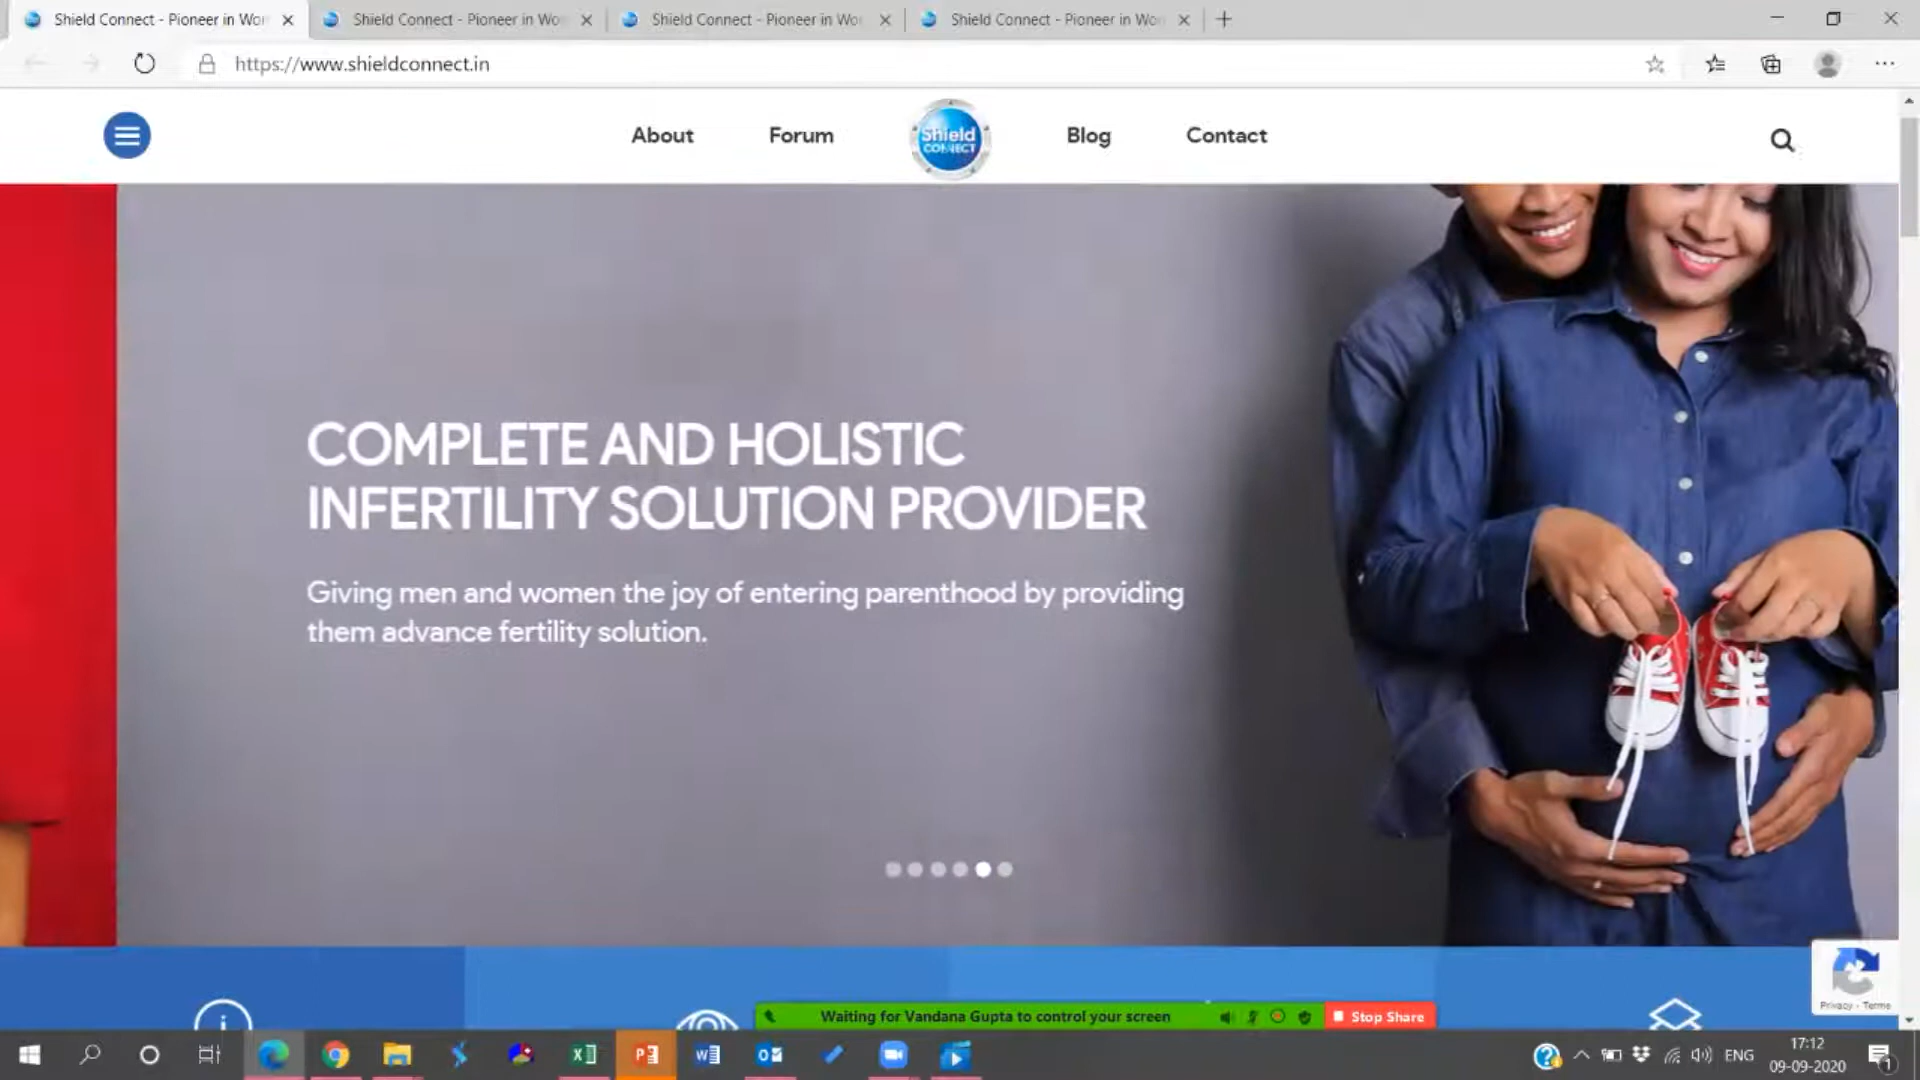 Shield Connect - Pioneer in Wo
Shield Connect - Pioneer in Wo
Shield Connect - Pioneer in Wo
Shield Connect - Pioneer in Wo
https://www.shieldconnect.in
About
Forum
Shield
CONNECT
Blog
Contact
COMPLETE AND HOLISTIC
INFERTILITY SOLUTION PROVIDER
Giving men and women the joy of entering parenthood by providing
them advance fertility solution.
Privacy - Terms
Waiting for Vandana Gupta to control your screen
Stop Share
ENG
17:12
09-09-2020
1